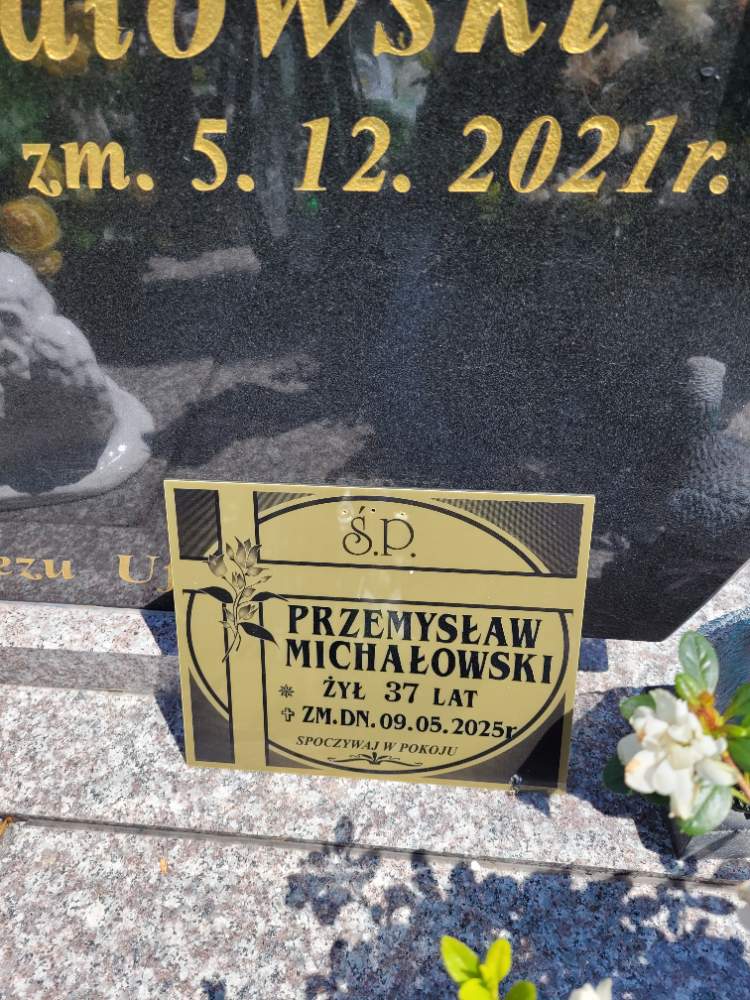 zm. 5. 12. 2021r.
Ś.P.
PRZEMYSŁAW
MICHAŁOWSKI
ŻYŁ 37 LAT
ZM.DN.09.05.2025r
SPOCZYWAJ W POKOJU